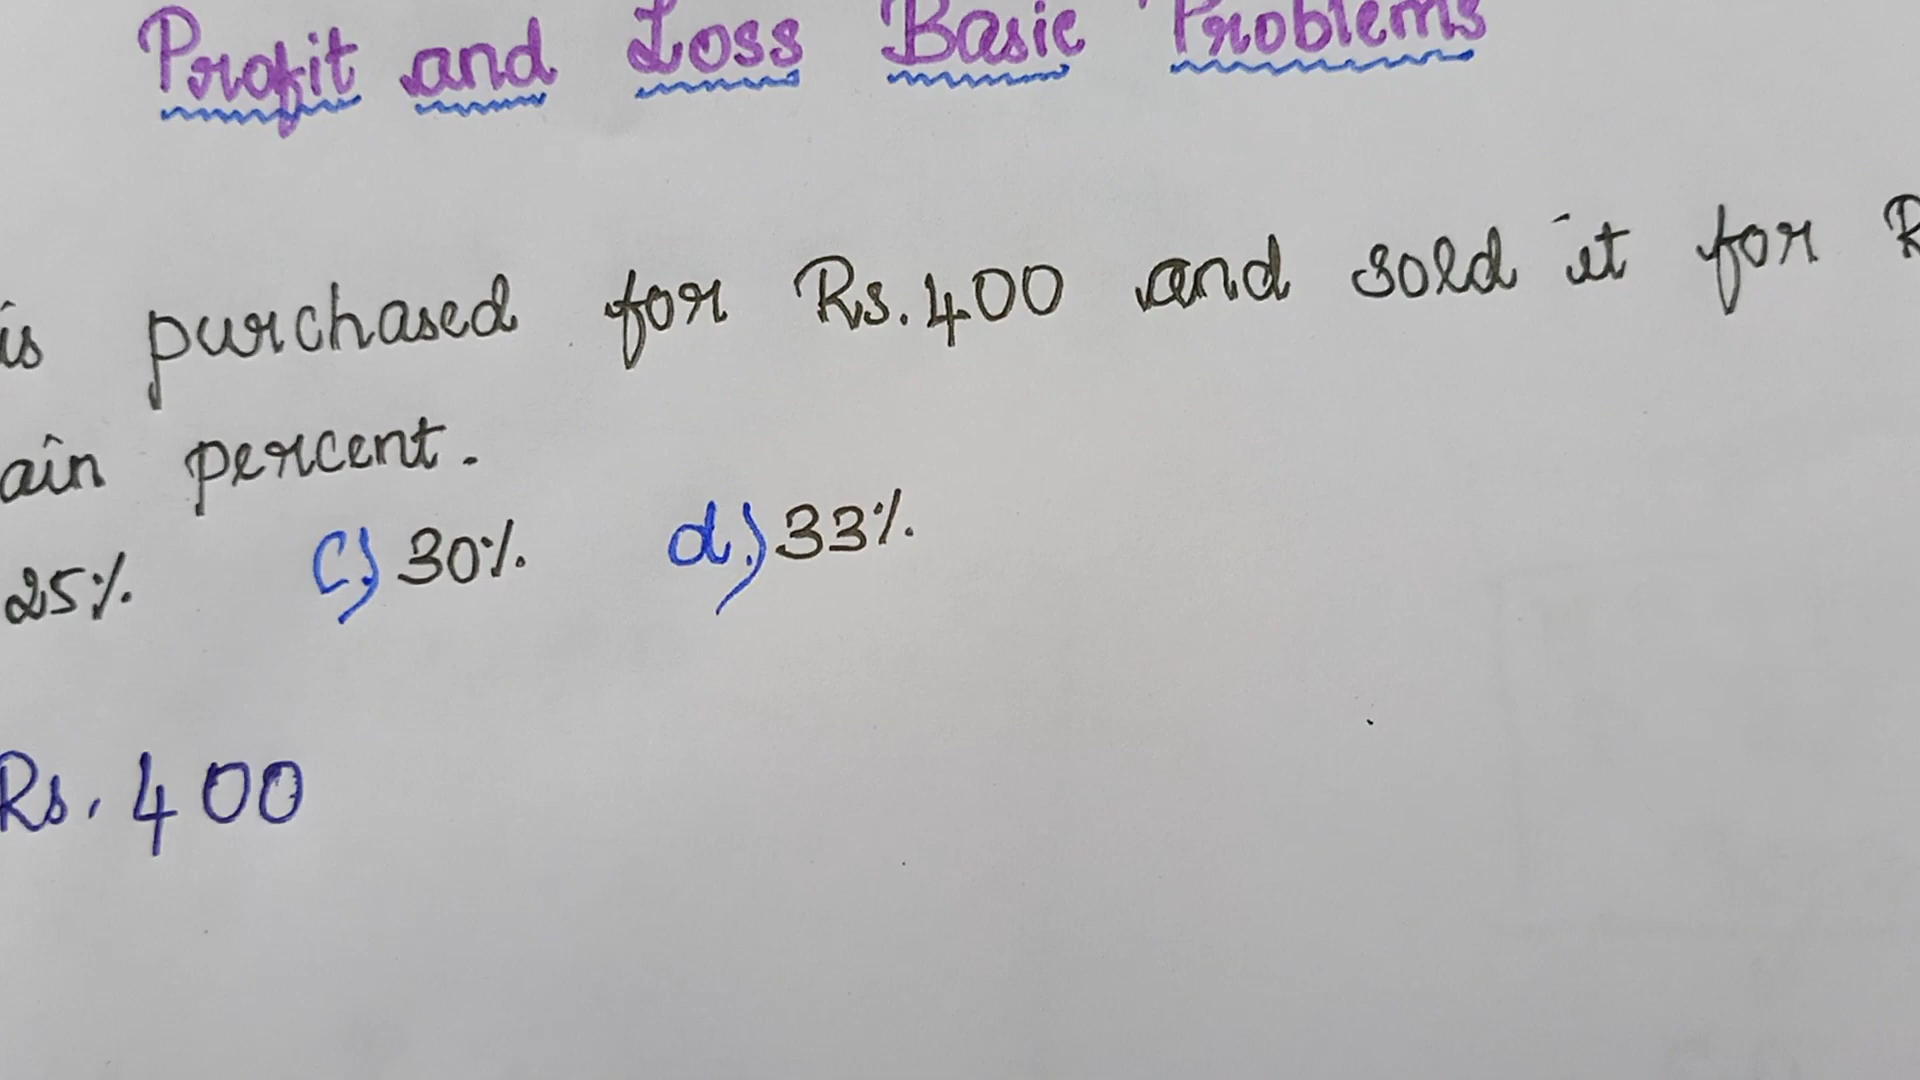 Profit and Loss Basic Problems
is purchased for Rs.400 and sold it for R
ain percent.
25% c.) 30% d.) 33%
Rs. 400